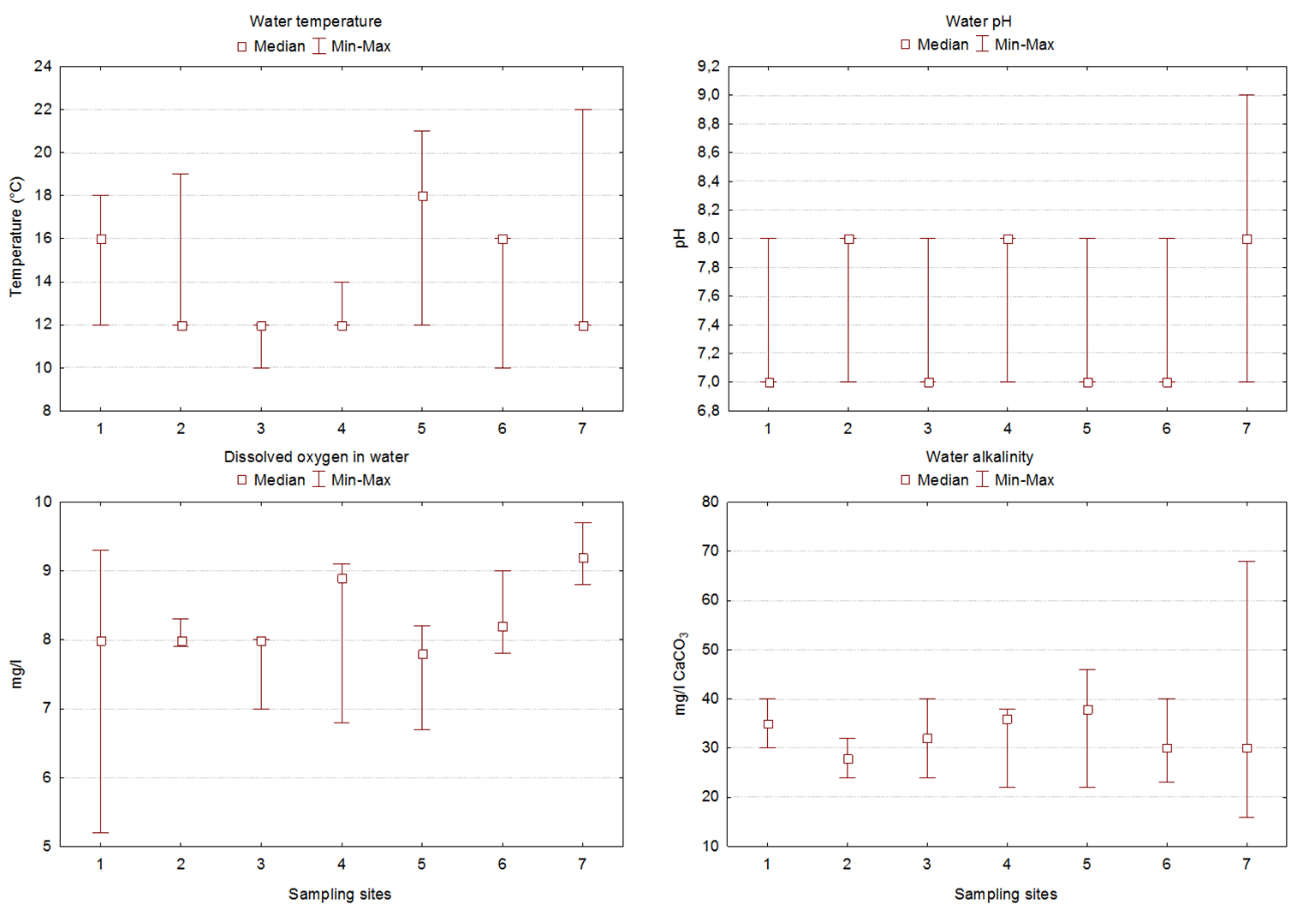 Water temperature
Median Min-Max
24
22
20
18
16
14
12
10
8
Temperature (°C)
1 2 3 4 5 6 7
Water pH
Median Min-Max
9,2
9,0
8,8
8,6
8,4
8,2
8,0
7,8
7,6
7,4
7,2
7,0
6,8
pH
1 2 3 4 5 6 7
Dissolved oxygen in water
Median Min-Max
10
9
8
7
6
5
mg/l
1 2 3 4 5 6 7
Sampling sites
Water alkalinity
Median Min-Max
80
70
60
50
40
30
20
10
mg/l CaCO₃
1 2 3 4 5 6 7
Sampling sites